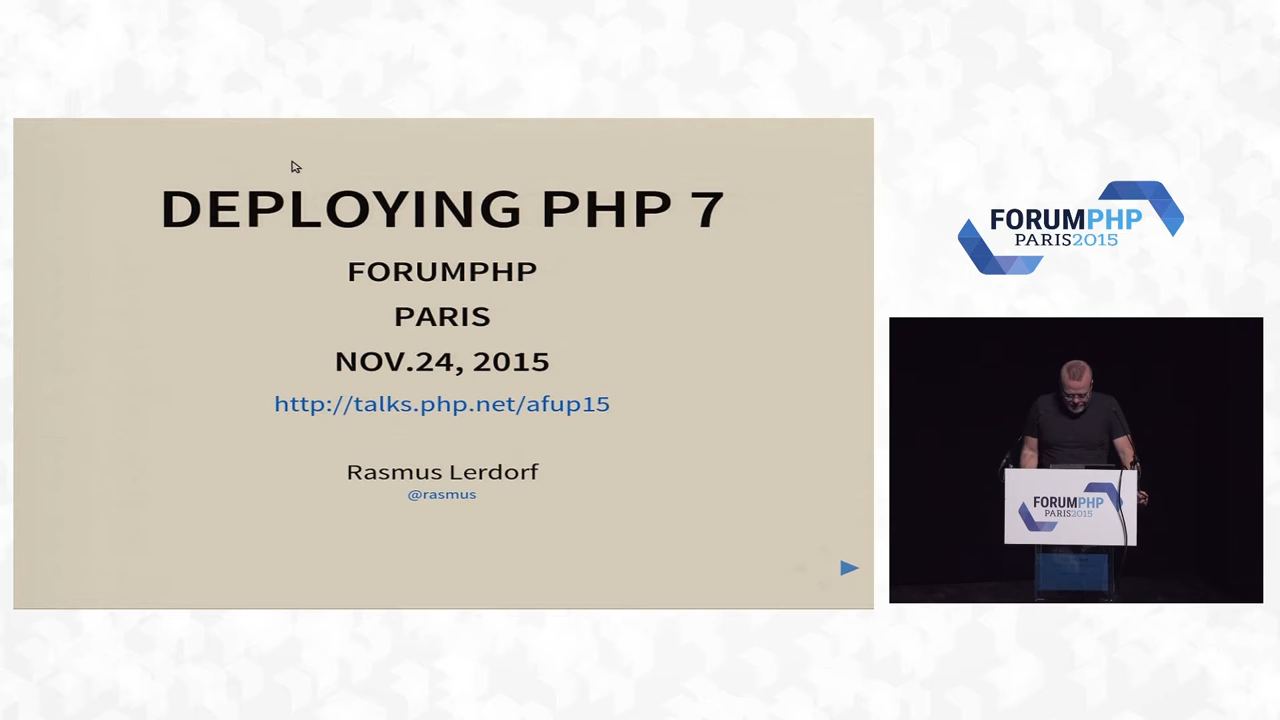 DEPLOYING PHP 7
FORUMPHP
PARIS
NOV.24, 2015
http://talks.php.net/afup15
Rasmus Lerdorf
@rasmus
FORUMPHP
PARIS2015
FORUMPHP
PARIS2015